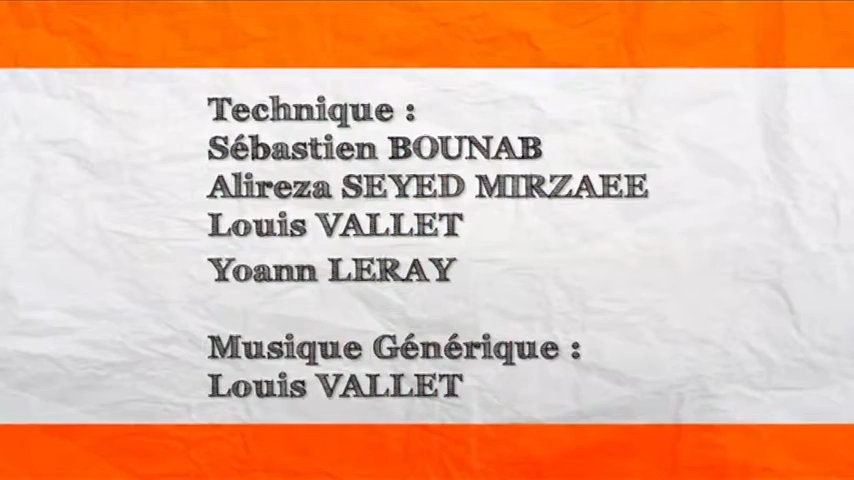 Technique :
Sébastien BOUNAB
Alireza SEYED MIRZAEE
Louis VALLET
Yoann LERAY
Musique Générique :
Louis VALLET